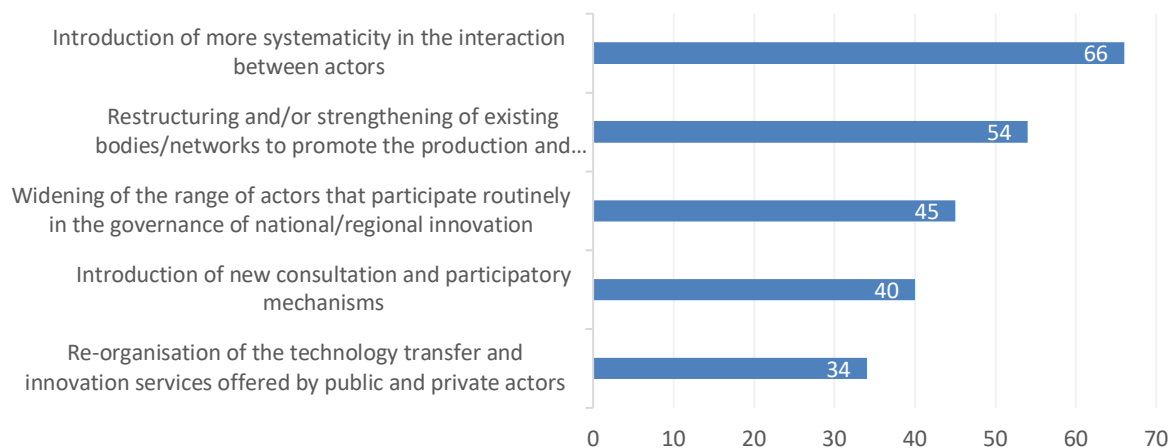 Introduction of more systematicity in the interaction
between actors
66
Restructuring and/or strengthening of existing
bodies/networks to promote the production and…
54
Widening of the range of actors that participate routinely
in the governance of national/regional innovation
45
Introduction of new consultation and participatory
mechanisms
40
Re-organisation of the technology transfer and
innovation services offered by public and private actors
34
0 10 20 30 40 50 60 70